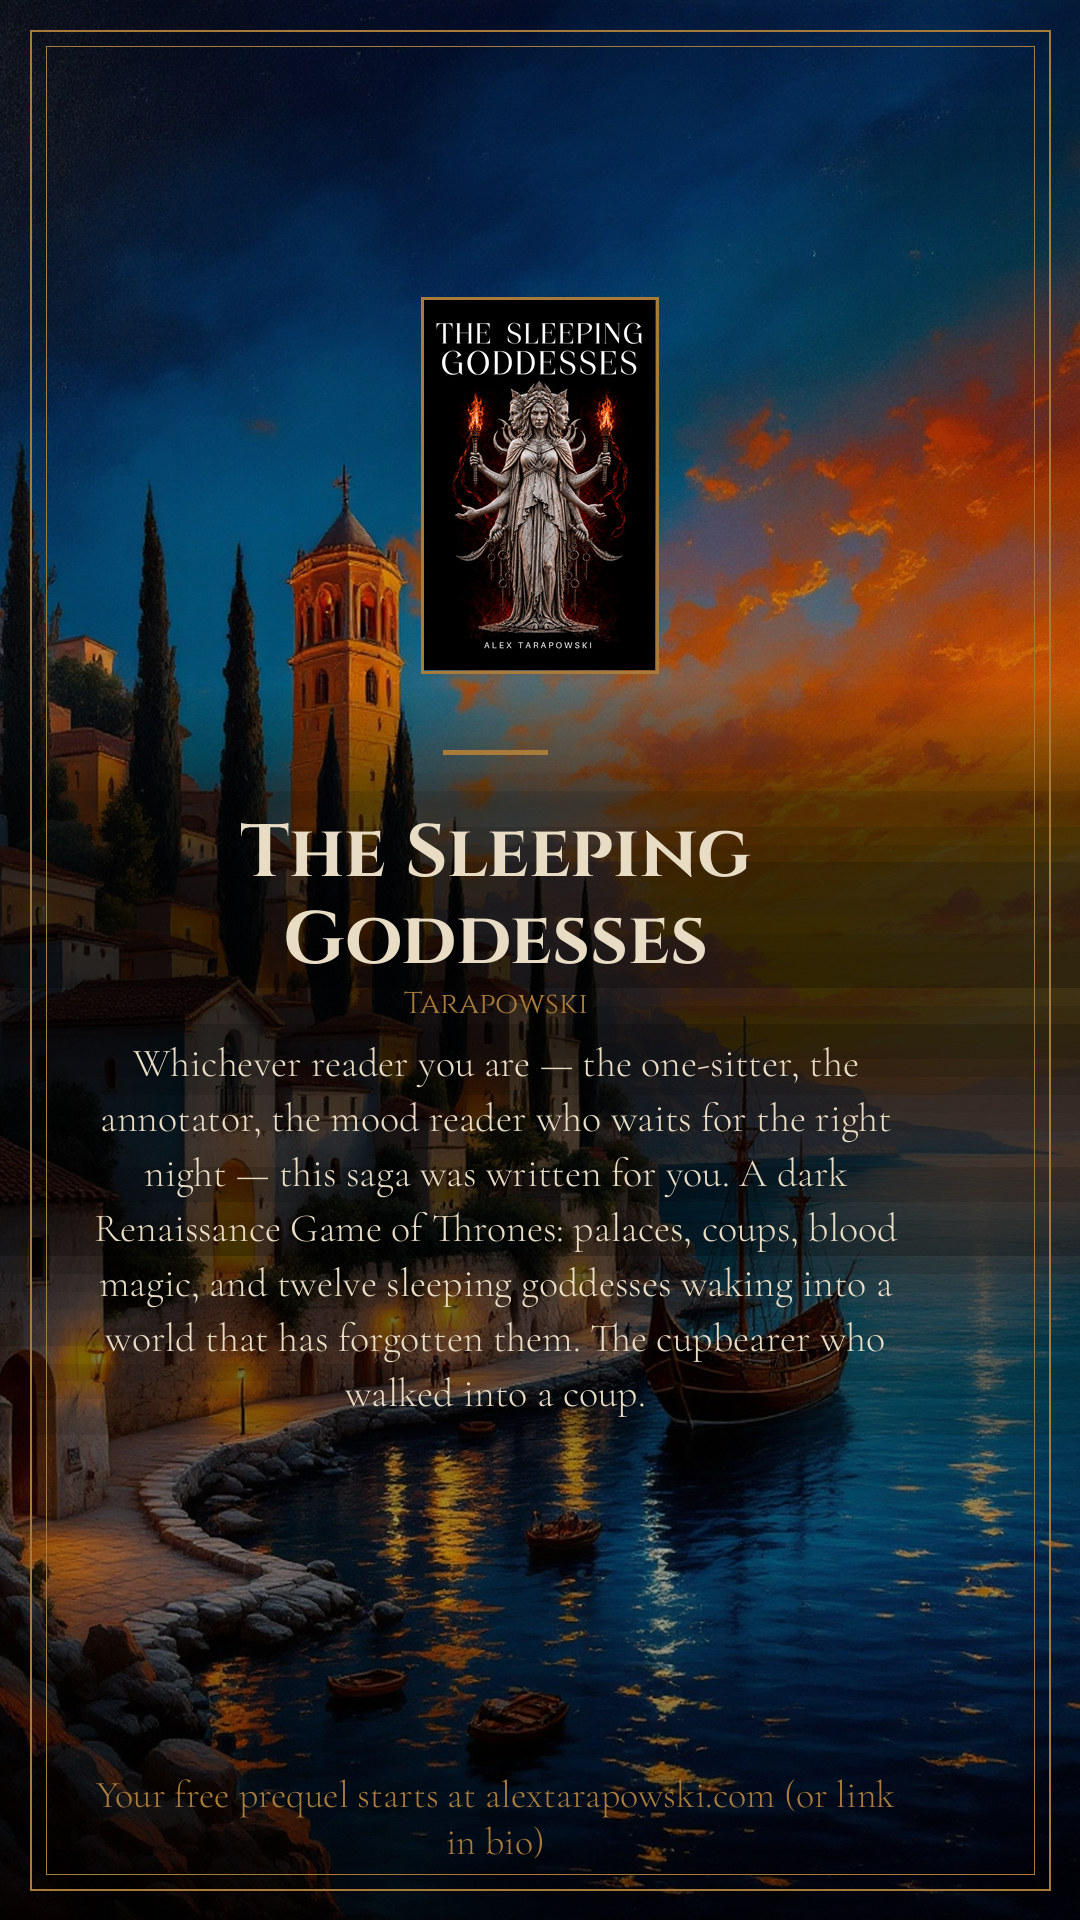 THE SLEEPING
GODDESSES
ALEX TARAPOWSKI
The Sleeping
Goddesses
Tarapowski
Whichever reader you are — the one-sitter, the
annotator, the mood reader who waits for the right
night — this saga was written for you. A dark
Renaissance Game of Thrones: palaces, coups, blood
magic, and twelve sleeping goddesses waking into a
world that has forgotten them. The cupbearer who
walked into a coup.
Your free prequel starts at alextarapowski.com (or link
in bio)